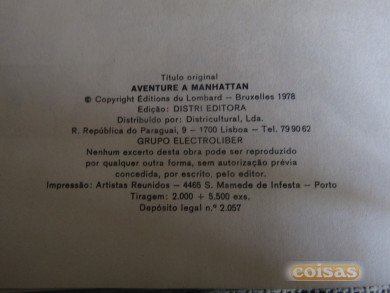 Título original
AVENTURE A MANHATTAN
© Copyright Editions du Lombard — Bruxelles 1978
Edição: DISTRI EDITORA
Distribuído por: Districultural, Lda.
R. República do Paraguai, 9 — 1700 Lisboa — Tel. 79 90 62
GRUPO ELECTROLIBER
Nenhum excerto desta obra pode ser reproduzido
por qualquer outra forma, sem autorização prévia
concedida, por escrito, pelo editor.
Impressão: Artistas Reunidos — 4465 S. Mamede de Infesta — Porto
Tiragem: 2.000 + 5.500 exs.
Depósito legal n.º 2.057
coisas